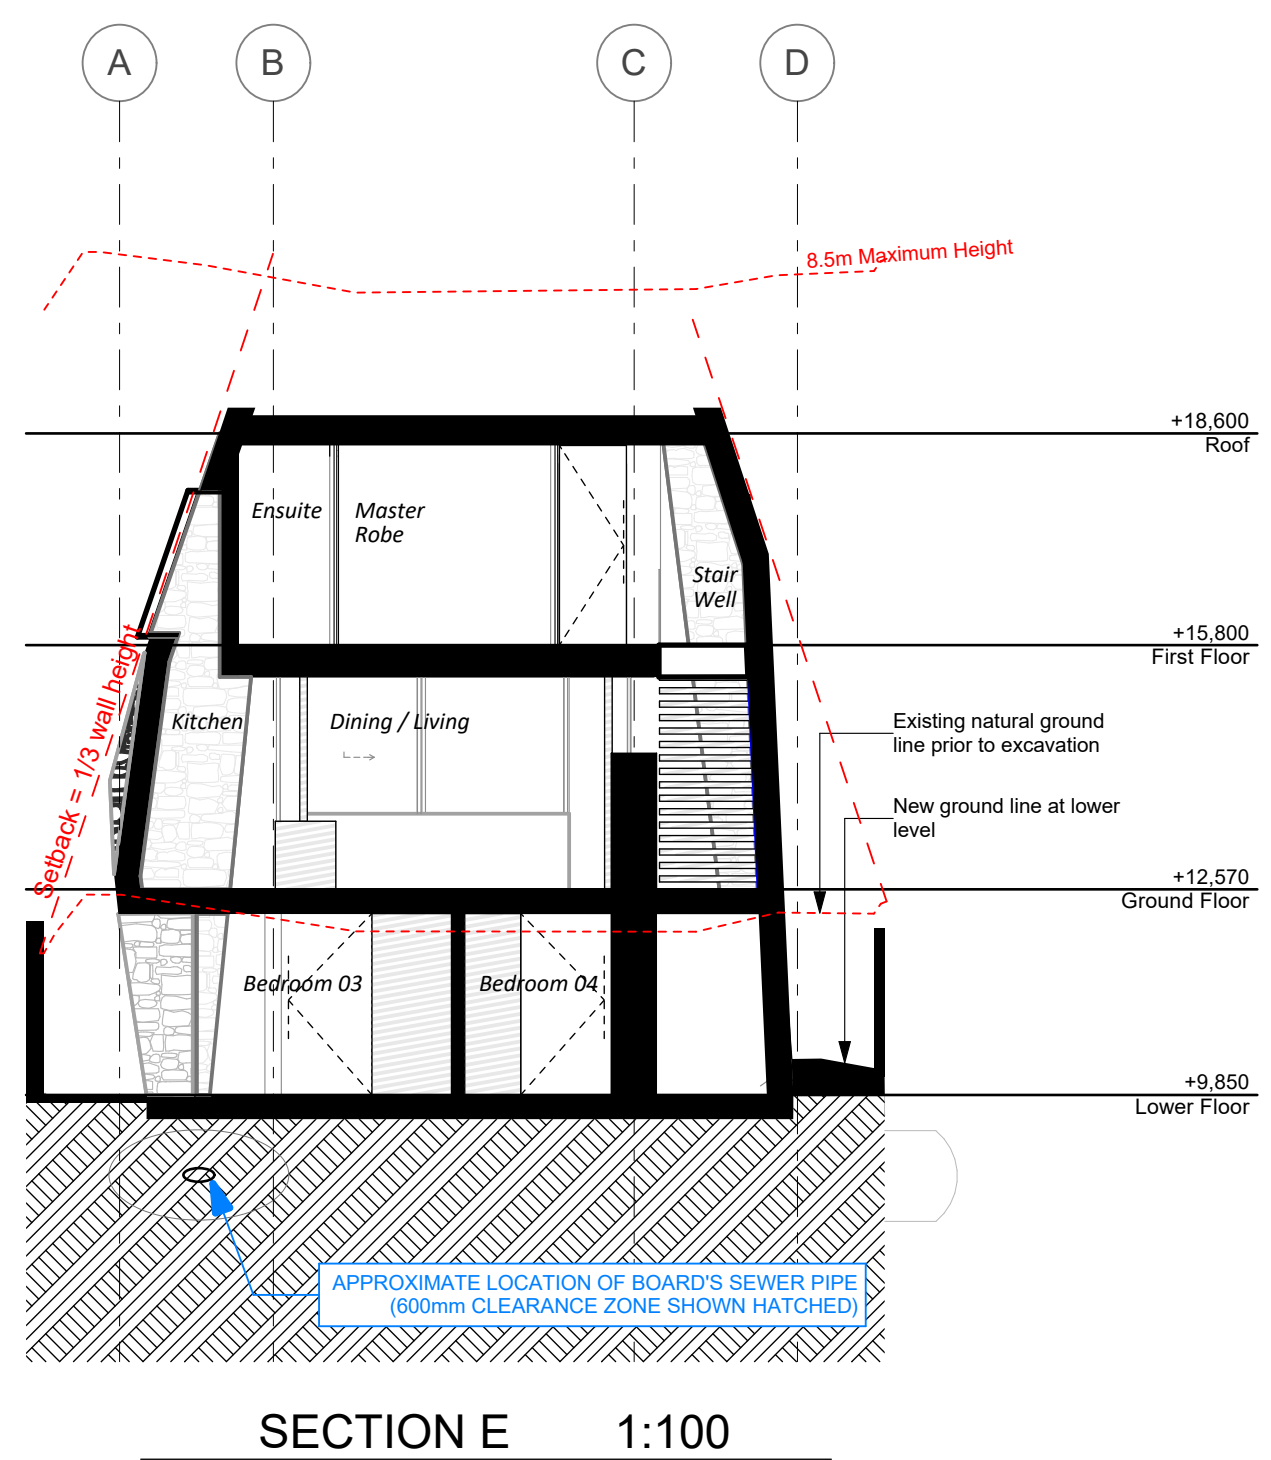 A B C D
8.5m Maximum Height
+18,600
Roof
Ensuite
Master
Robe
Stair
Well
+15,800
First Floor
Setback = 1/3 wall height
Kitchen
Dining / Living
Existing natural ground
line prior to excavation
New ground line at lower
level
+12,570
Ground Floor
Bedroom 03
Bedroom 04
+9,850
Lower Floor
APPROXIMATE LOCATION OF BOARD'S SEWER PIPE
(600mm CLEARANCE ZONE SHOWN HATCHED)
SECTION E 1:100